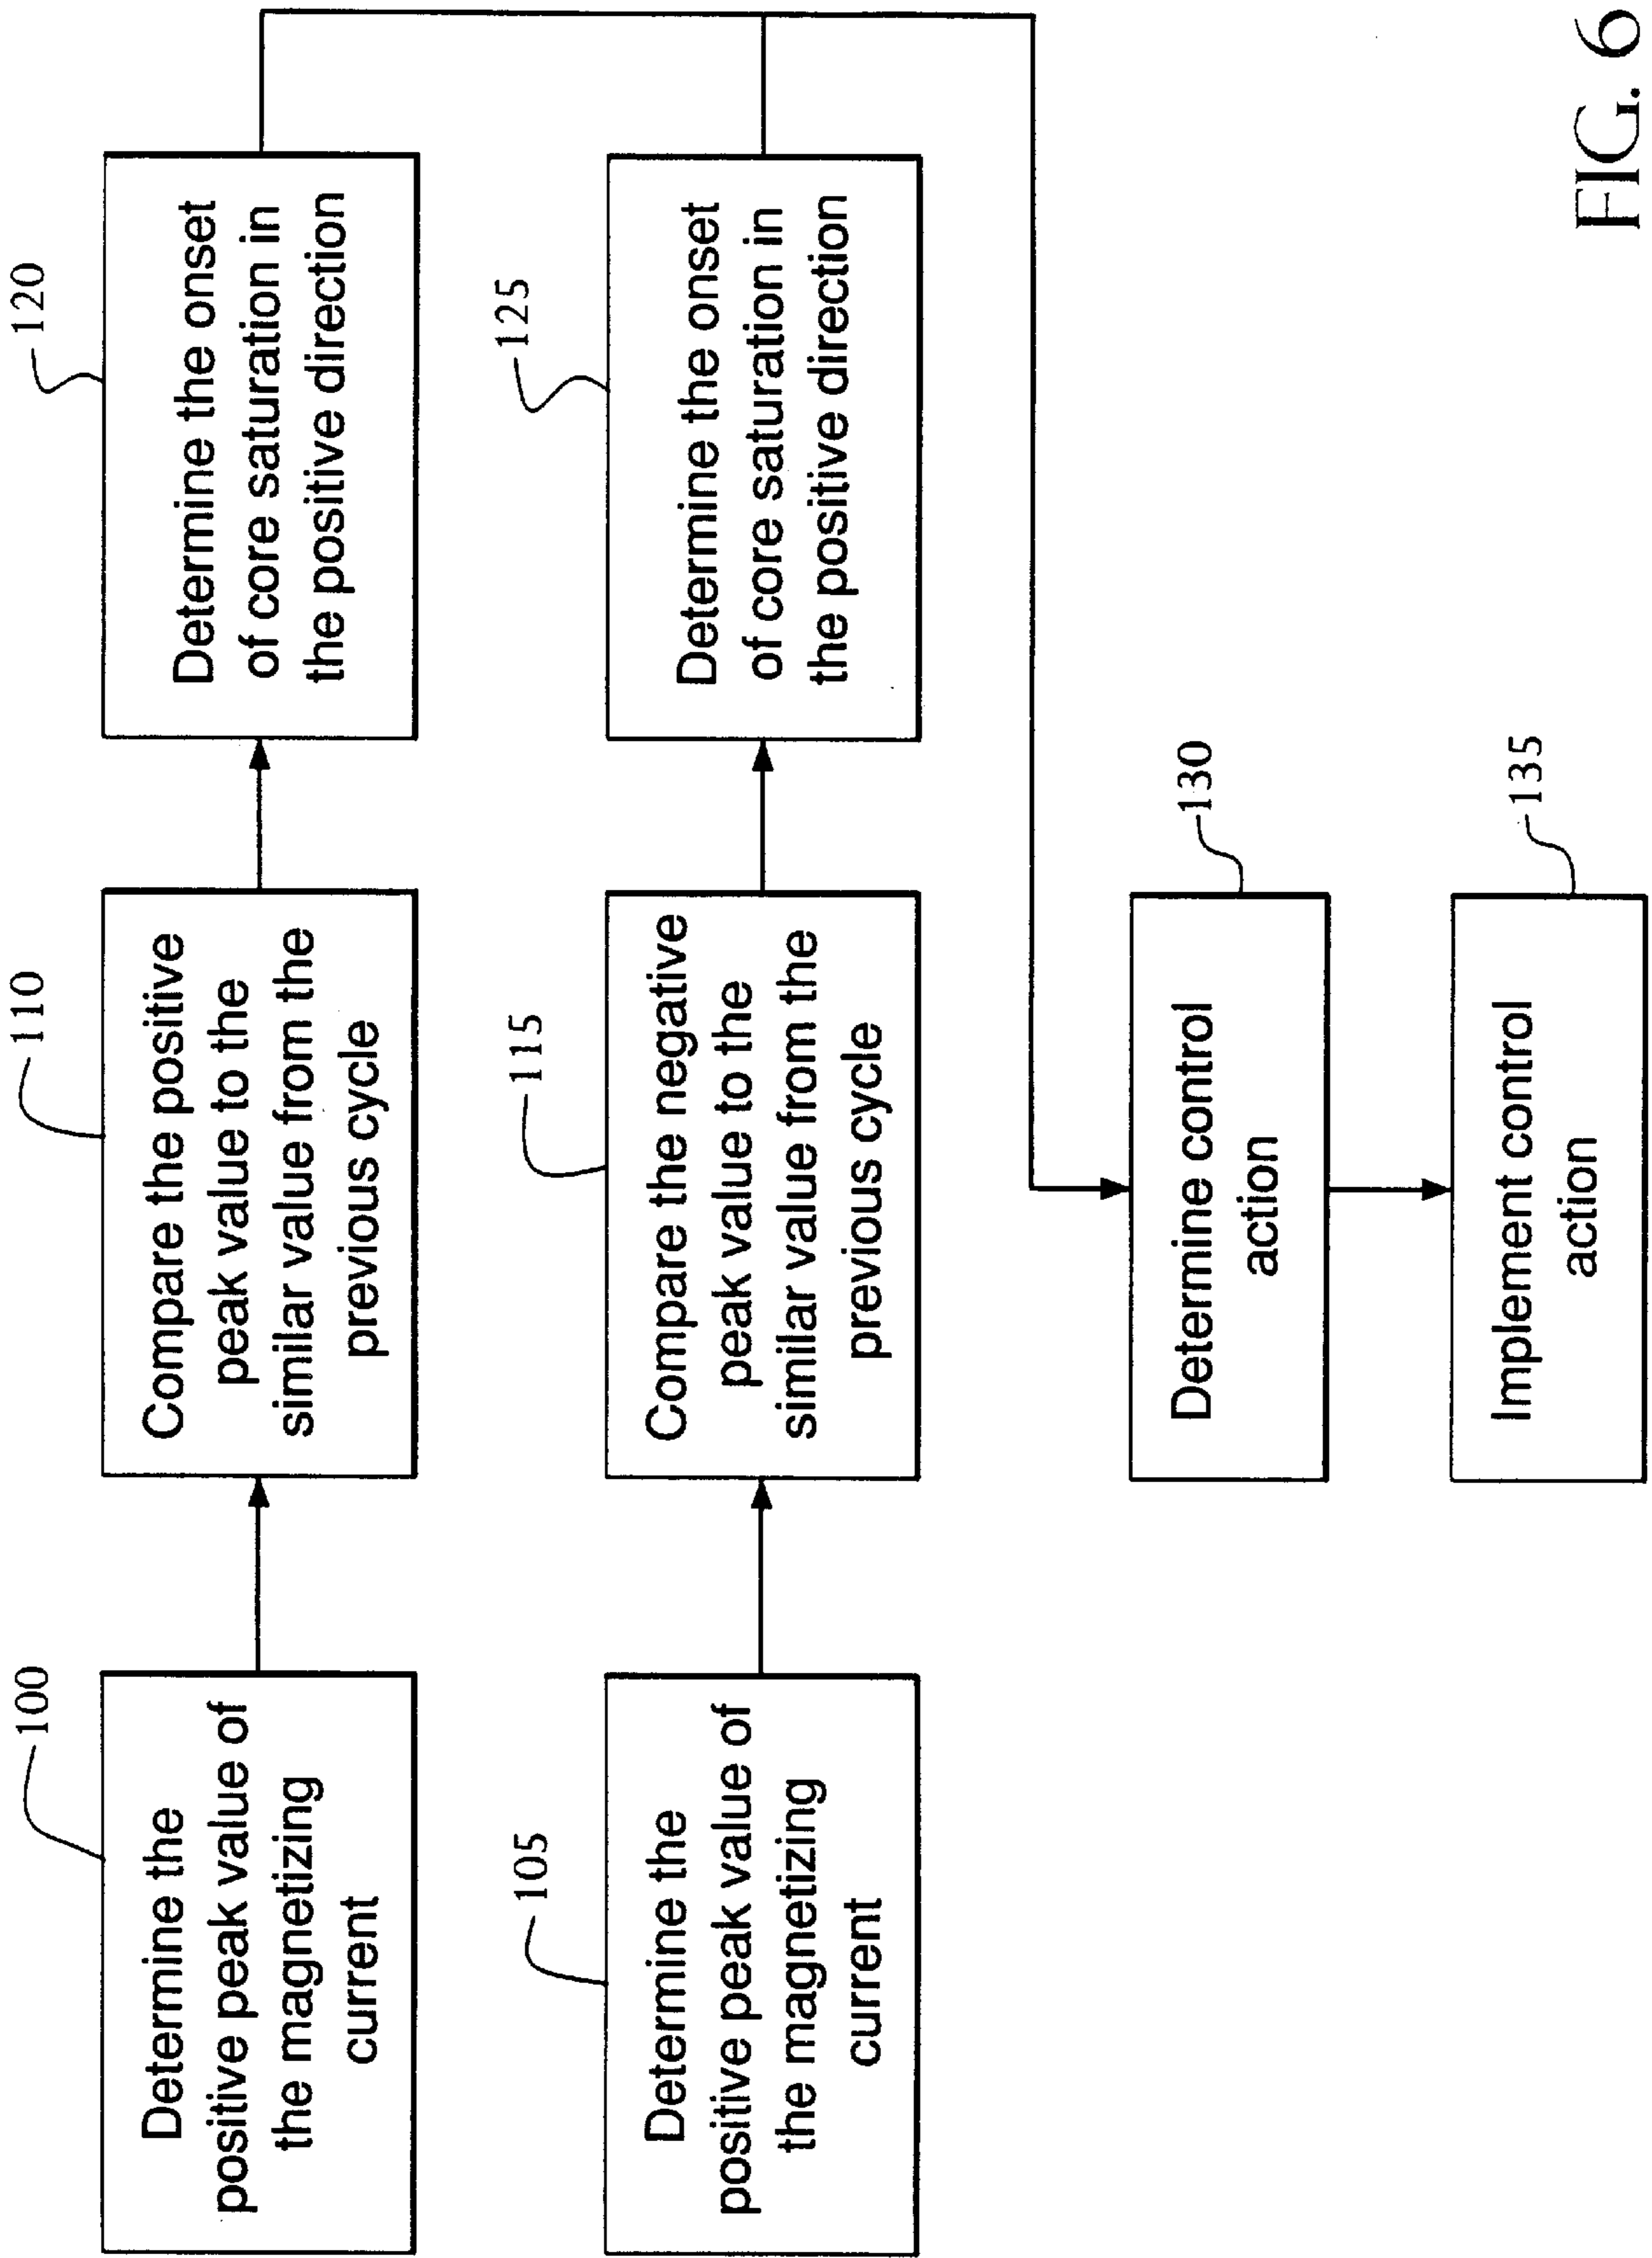 100
Determine the
positive peak value of
the magnetizing
current
110
Compare the positive
peak value to the
similar value from the
previous cycle
120
Determine the onset
of core saturation in
the positive direction
105
Determine the
positive peak value of
the magnetizing
current
115
Compare the negative
peak value to the
similar value from the
previous cycle
125
Determine the onset
of core saturation in
the positive direction
130
Determine control
action
135
Implement control
action
FIG. 6